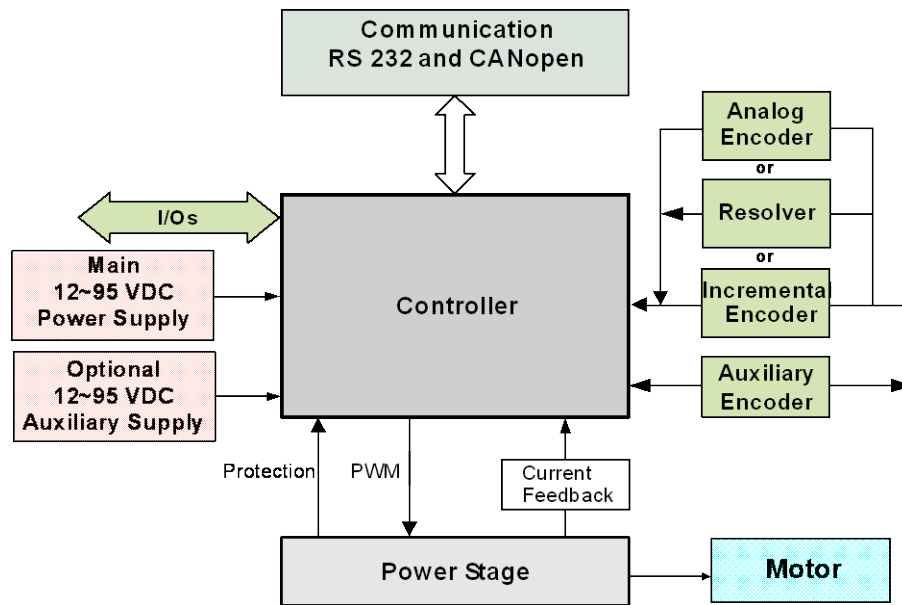 Communication
RS 232 and CANopen
Analog
Encoder
or
Resolver
or
Incremental
Encoder
Auxiliary
Encoder
I/Os
Main
12~95 VDC
Power Supply
Optional
12~95 VDC
Auxiliary Supply
Controller
Protection
PWM
Current
Feedback
Power Stage
Motor